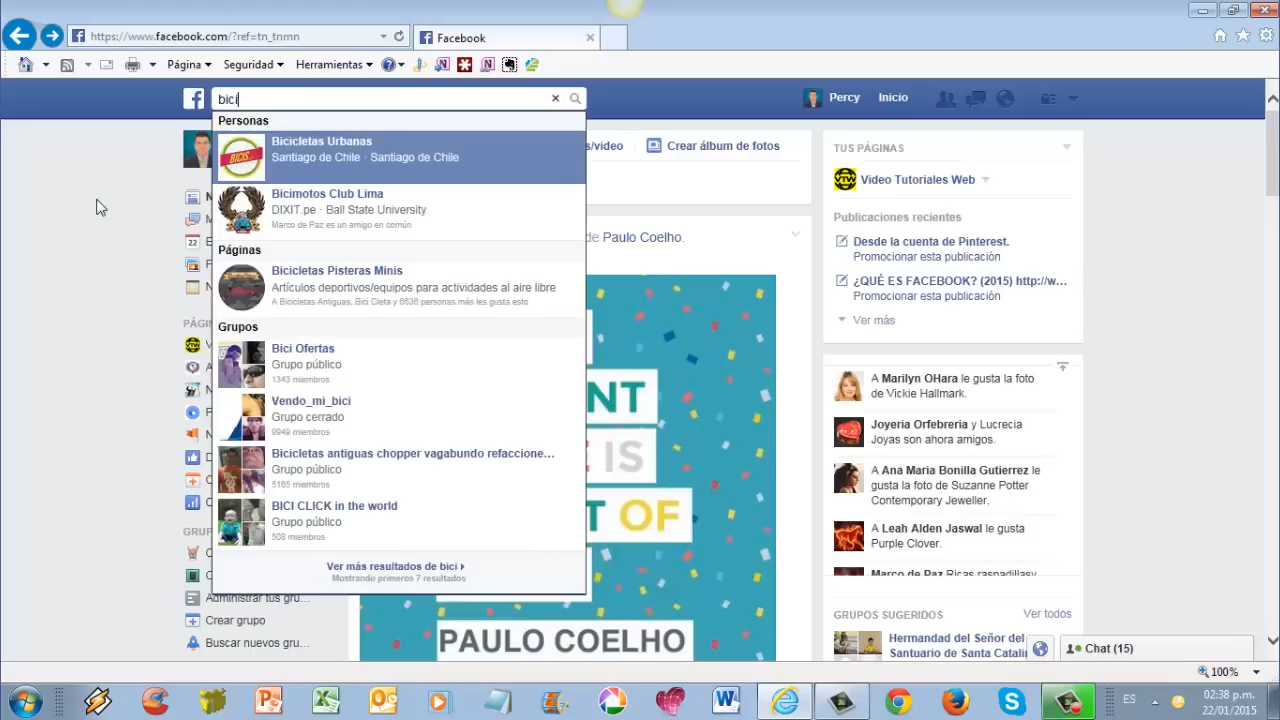 https://www.facebook.com/?ref=tn_tnmn
Facebook
Página
Seguridad
Herramientas
bici
Percy
Inicio
Personas
Bicicletas Urbanas
Santiago de Chile · Santiago de Chile
Bicimotos Club Lima
DIXIT.pe · Ball State University
Marco de Paz es un amigo en común
Páginas
Bicicletas Pisteras Minis
Artículos deportivos/equipos para actividades al aire libre
A Bicicletas Antiguas, Bici Cleta y 6636 personas más les gusta esto
Grupos
Bici Ofertas
Grupo público
1343 miembros
Vendo_mi_bici
Grupo cerrado
9949 miembros
Bicicletas antiguas chopper vagabundo refaccione...
Grupo público
5165 miembros
BICI CLICK in the world
Grupo público
508 miembros
Ver más resultados de bici
Mostrando primeros 7 resultados
22
GRU
Administrar tus gru...
Crear grupo
Buscar nuevos gru...
s/video
Crear álbum de fotos
de Paulo Coelho.
NT
IS
T OF
PAULO COELHO
TUS PÁGINAS
Video Tutoriales Web
Publicaciones recientes
Desde la cuenta de Pinterest.
Promocionar esta publicación
¿QUÉ ES FACEBOOK? (2015) http://w...
Promocionar esta publicación
Ver más
A Marilyn OHara le gusta la foto
de Vickie Hallmark.
Joyeria Orfebreria y Lucrecia
Joyas son ahora amigos.
A Ana Maria Bonilla Gutierrez le
gusta la foto de Suzanne Potter
Contemporary Jeweller.
A Leah Alden Jaswal le gusta
Purple Clover.
Marco de Paz Ricas raspadillasy
GRUPOS SUGERIDOS
Ver todos
Hermandad del Señor del
Santuario de Santa Catali
Chat (15)
100%
ES
02:38 p.m.
22/01/2015